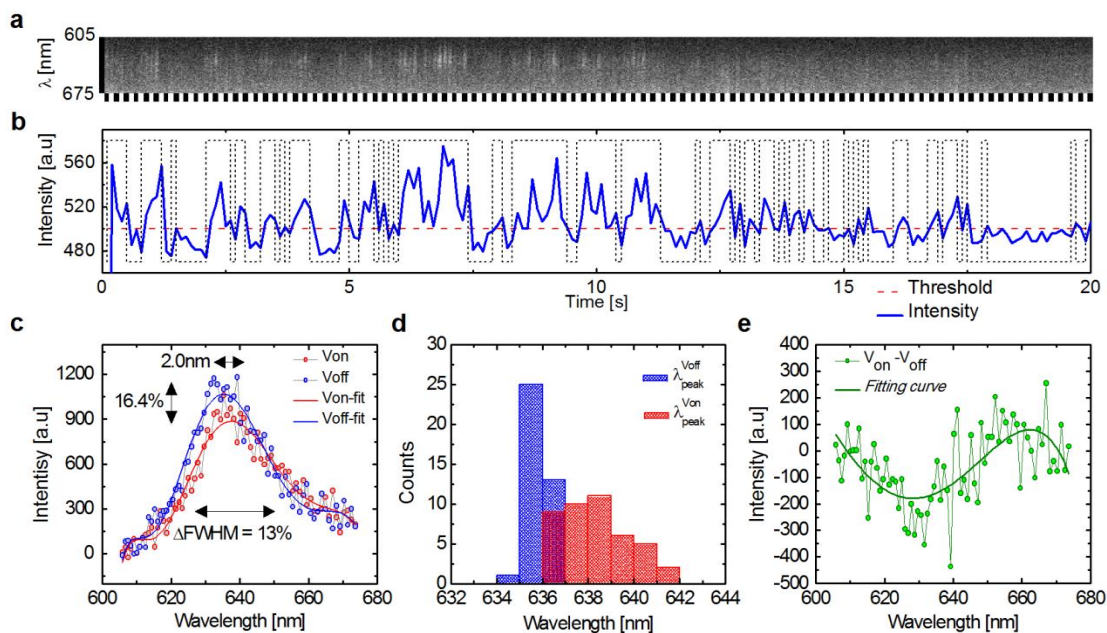 a
605
λ [nm]
675
b
Intensity [a.u]
560
520
480
0
5
10
15
20
Time [s]
Threshold
Intensity
c
2.0nm
16.4%
Von
Voff
Von-fit
Voff-fit
ΔFWHM = 13%
Intentisy [a.u]
1200
900
600
300
0
600 620 640 660 680
Wavelength [nm]
d
λ Voff peak
λ Von peak
Counts
30
25
20
15
10
5
0
632 634 636 638 640 642 644
Wavelength [nm]
e
Von -Voff
Fitting curve
Intensity [a.u]
400
300
200
100
0
−100
−200
−300
−400
−500
600 620 640 660 680
Wavelength [nm]